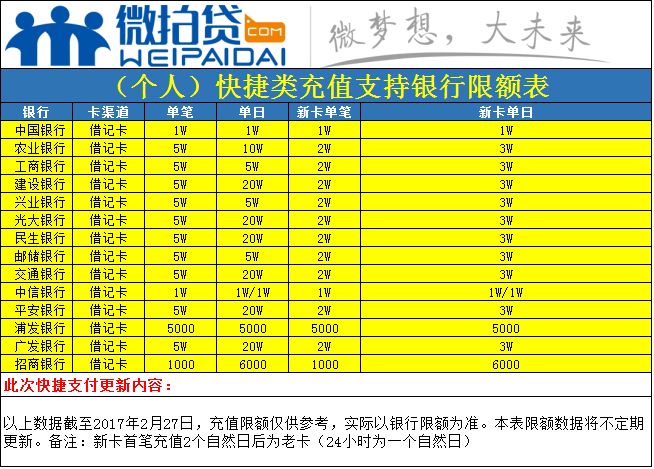 微拍贷.com
WEIPAIDAI
微梦想，大未来
（个人）快捷类充值支持银行限额表
银行 卡渠道 单笔 单日 新卡单笔 新卡单日
中国银行 借记卡 1W 1W 1W 1W
农业银行 借记卡 5W 10W 2W 3W
工商银行 借记卡 5W 5W 2W 3W
建设银行 借记卡 5W 20W 2W 3W
兴业银行 借记卡 5W 5W 2W 3W
光大银行 借记卡 5W 20W 2W 3W
民生银行 借记卡 5W 20W 2W 3W
邮储银行 借记卡 5W 5W 2W 3W
交通银行 借记卡 5W 20W 2W 3W
中信银行 借记卡 1W 1W/1W 1W 1W/1W
平安银行 借记卡 5W 20W 2W 3W
浦发银行 借记卡 5000 5000 5000 5000
广发银行 借记卡 5W 20W 2W 3W
招商银行 借记卡 1000 6000 1000 6000
此次快捷支付更新内容：
以上数据截至2017年2月27日，充值限额仅供参考，实际以银行限额为准。本表限额数据将不定期
更新。备注：新卡首笔充值2个自然日后为老卡（24小时为一个自然日）